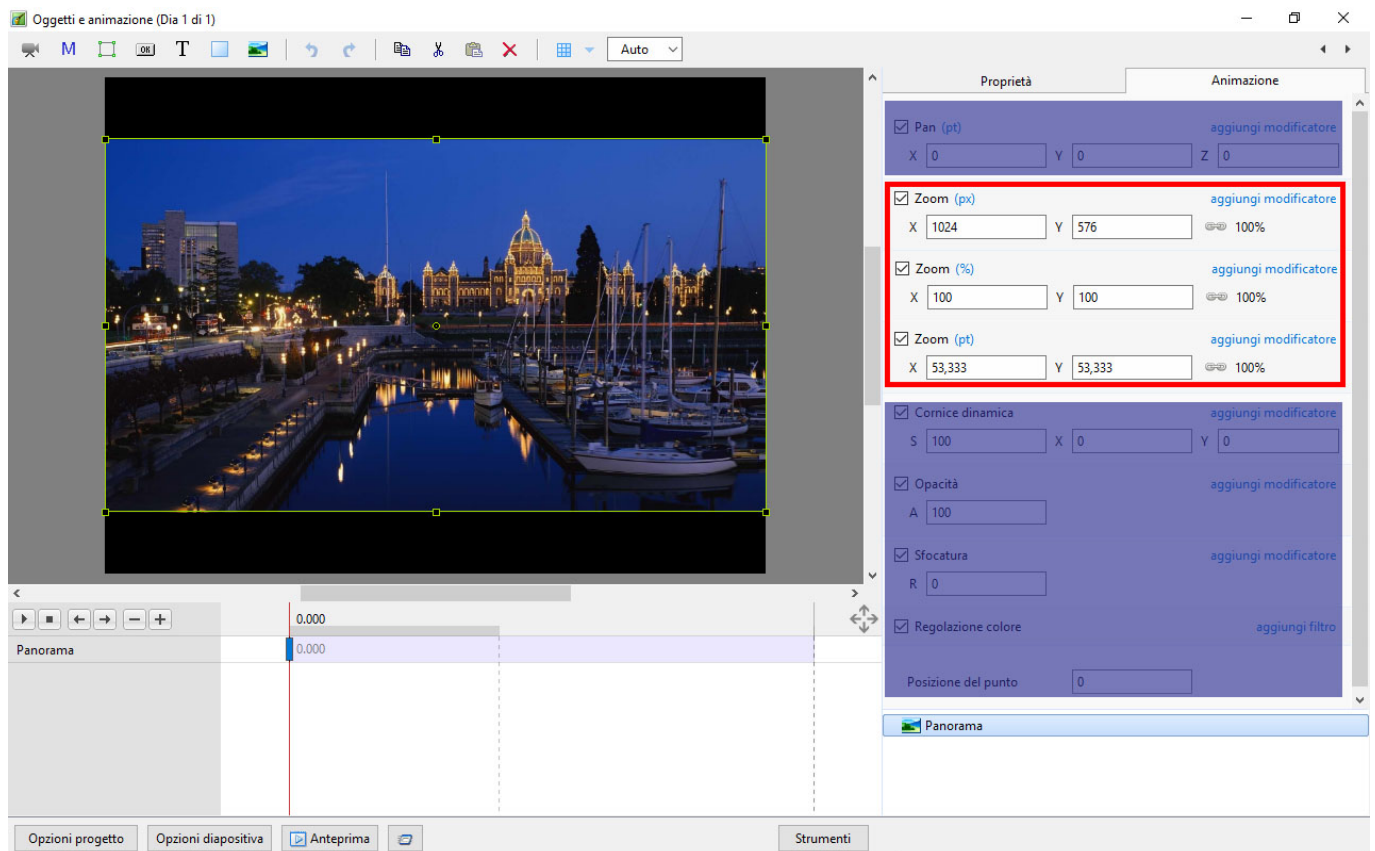 Oggetti e animazione (Dia 1 di 1)
M OK T Auto
Proprietà Animazione
Pan (pt) aggiungi modificatore
X 0 Y 0 Z 0
Zoom (px) aggiungi modificatore
X 1024 Y 576 100%
Zoom (%) aggiungi modificatore
X 100 Y 100 100%
Zoom (pt) aggiungi modificatore
X 53,333 Y 53,333 100%
Cornice dinamica aggiungi modificatore
S 100 X 0 Y 0
Opacità aggiungi modificatore
A 100
Sfocatura aggiungi modificatore
R 0
Regolazione colore aggiungi filtro
Posizione del punto 0
0.000
Panorama 0.000
Panorama
Opzioni progetto Opzioni diapositiva Anteprima Strumenti